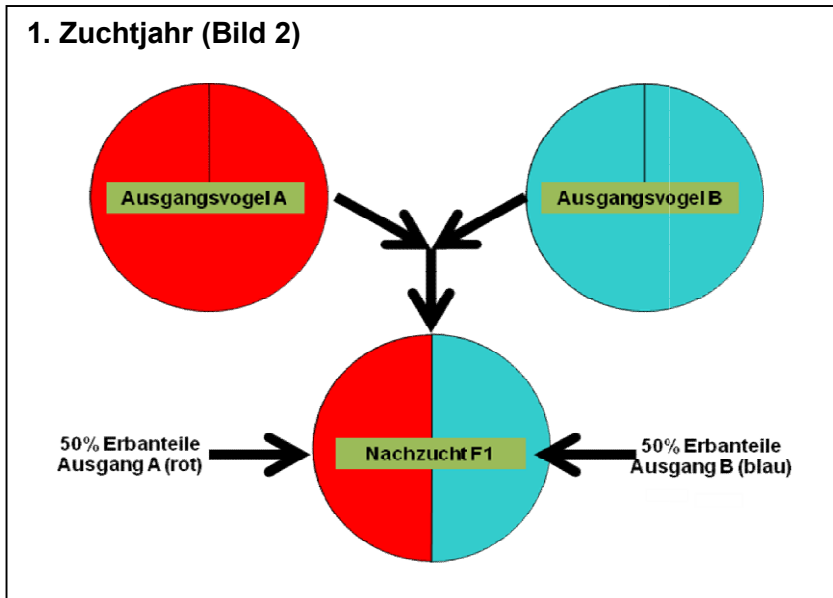 1. Zuchtjahr (Bild 2)
Ausgangsvogel A
Ausgangsvogel B
50% Erbanteile
Ausgang A (rot)
Nachzucht F1
50% Erbanteile
Ausgang B (blau)